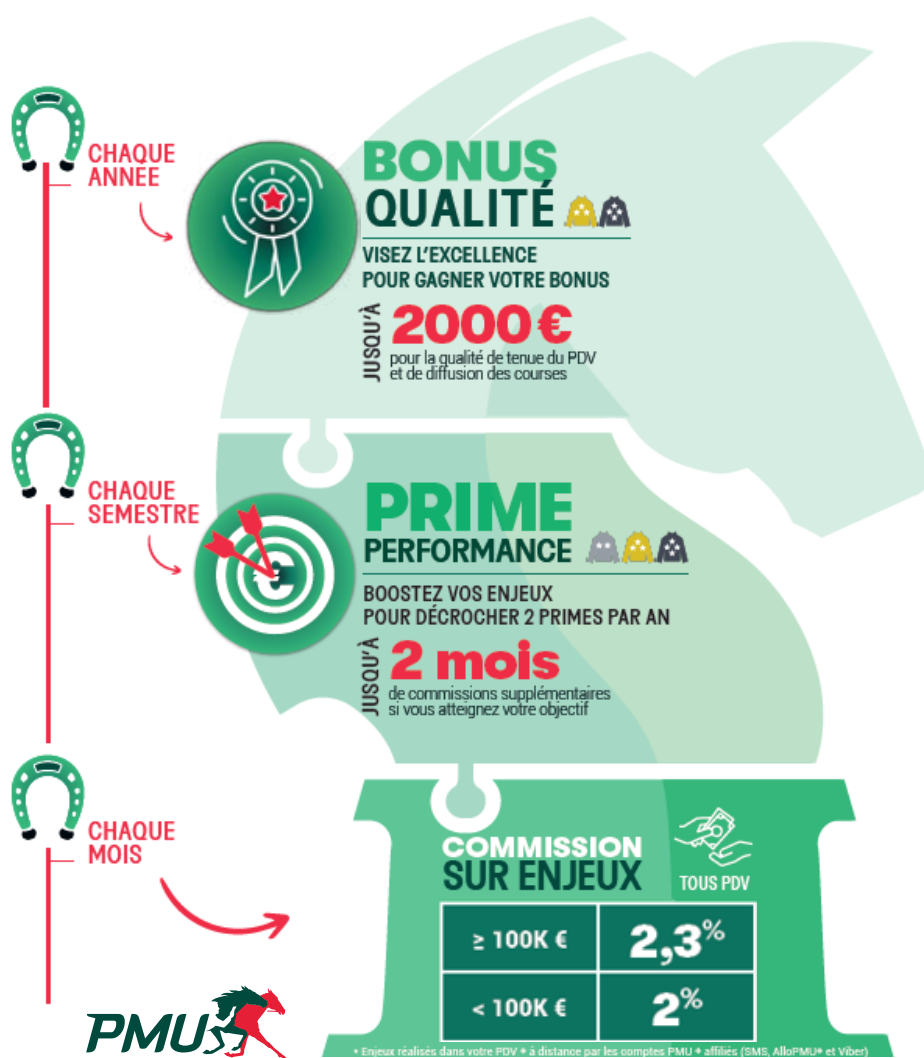 CHAQUE
ANNÉE
BONUS
QUALITÉ
VISEZ L'EXCELLENCE
POUR GAGNER VOTRE BONUS
JUSQU'À
2000 €
pour la qualité de tenue du PDV
et de diffusion des courses
CHAQUE
SEMESTRE
PRIME
PERFORMANCE
BOOSTEZ VOS ENJEUX
POUR DÉCROCHER 2 PRIMES PAR AN
JUSQU'À
2 mois
de commissions supplémentaires
si vous atteignez votre objectif
CHAQUE
MOIS
COMMISSION
SUR ENJEUX
TOUS PDV
≥ 100K € 2,3%
< 100K € 2%
PMU
* Enjeux réalisés dans votre PDV + à distance par les comptes PMU + affiliés (SMS, AlloPMU+ et Viber)